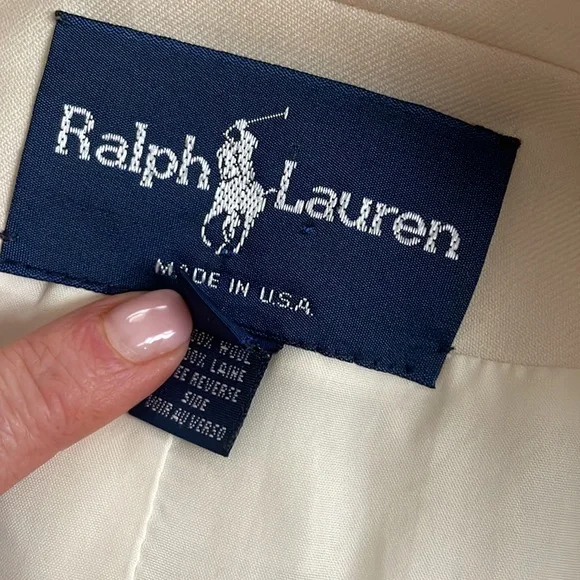 Ralph Lauren
MADE IN U.S.A.
WOOL
LAINE
REVERSE
SIDE
VOIR AU VERSO